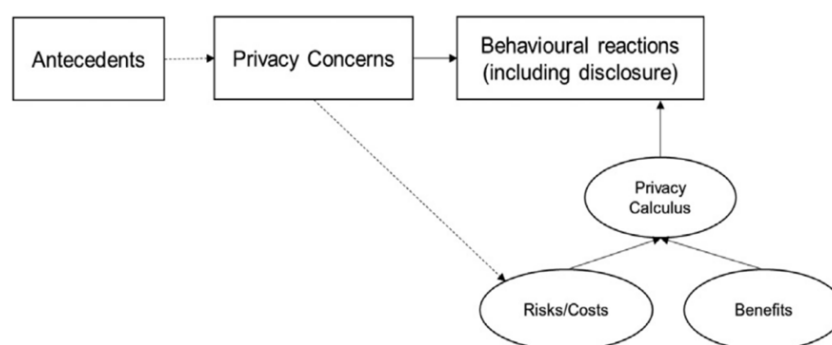 Antecedents
Privacy Concerns
Behavioural reactions
(including disclosure)
Privacy
Calculus
Risks/Costs
Benefits